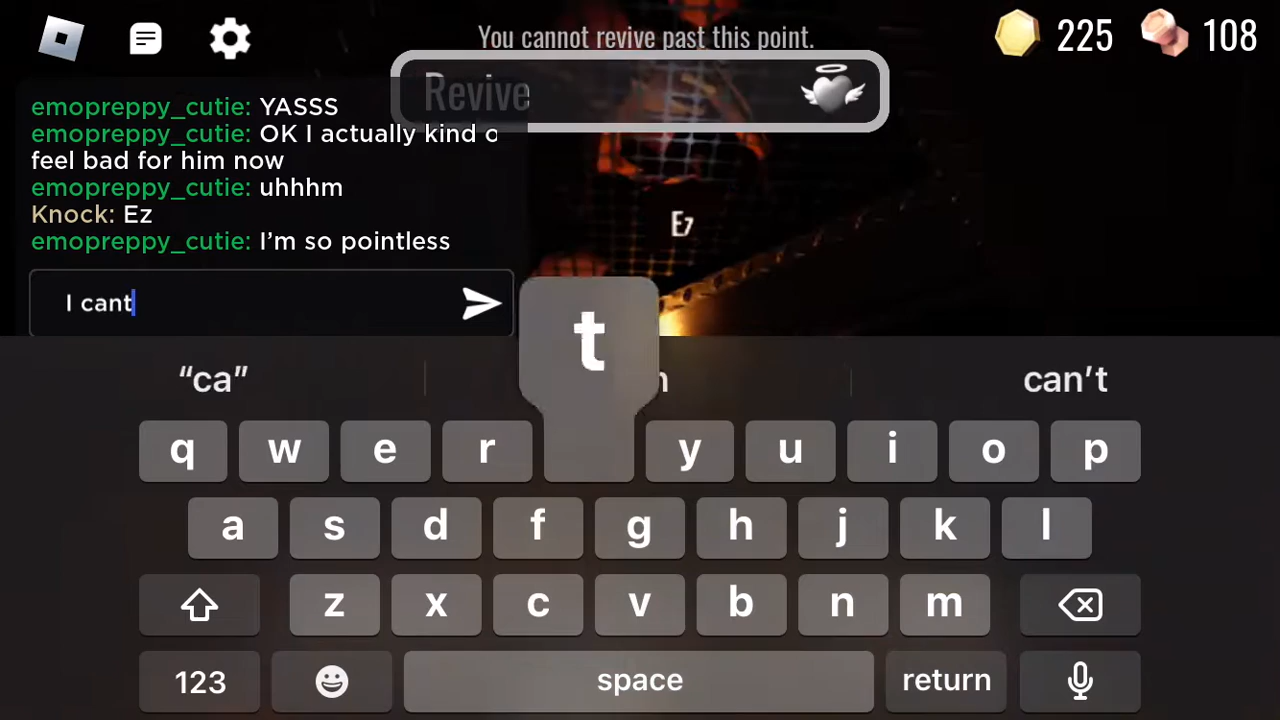 You cannot revive past this point.
225
108
Revive
emopreppy_cutie: YASSS
emopreppy_cutie: OK I actually kind o
feel bad for him now
emopreppy_cutie: uhhhm
Knock: Ez
emopreppy_cutie: I’m so pointless
Ez
I cant
t
“ca”
can’t
q w e r y u i o p
a s d f g h j k l
z x c v b n m
123 space return